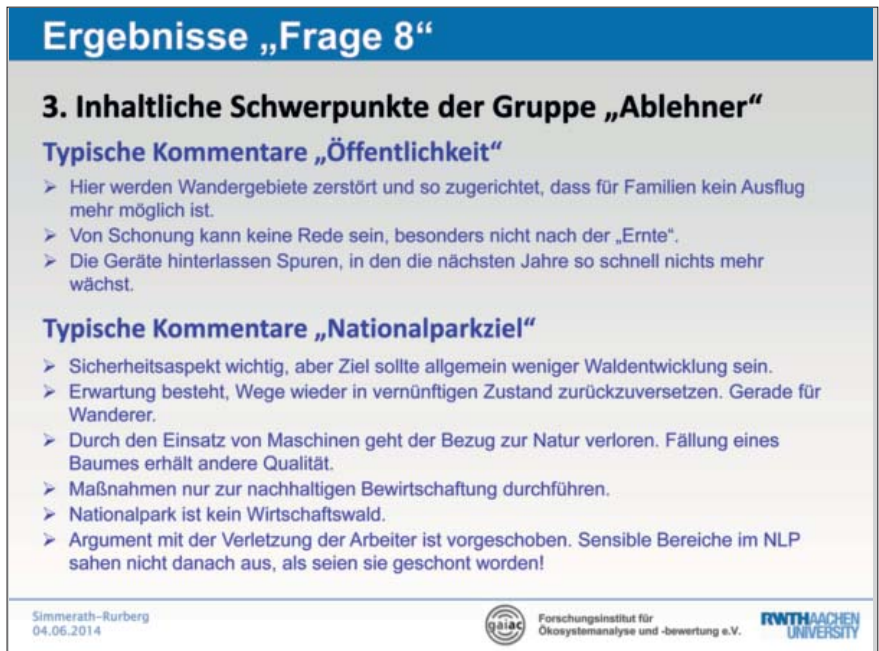 Ergebnisse „Frage 8“
3. Inhaltliche Schwerpunkte der Gruppe „Ablehner“
Typische Kommentare „Öffentlichkeit“
➢ Hier werden Wandergebiete zerstört und so zugerichtet, dass für Familien kein Ausflug
mehr möglich ist.
➢ Von Schonung kann keine Rede sein, besonders nicht nach der „Ernte“.
➢ Die Geräte hinterlassen Spuren, in den die nächsten Jahre so schnell nichts mehr
wächst.
Typische Kommentare „Nationalparkziel“
➢ Sicherheitsaspekt wichtig, aber Ziel sollte allgemein weniger Waldentwicklung sein.
➢ Erwartung besteht, Wege wieder in vernünftigen Zustand zurückzuversetzen. Gerade für
Wanderer.
➢ Durch den Einsatz von Maschinen geht der Bezug zur Natur verloren. Fällung eines
Baumes erhält andere Qualität.
➢ Maßnahmen nur zur nachhaltigen Bewirtschaftung durchführen.
➢ Nationalpark ist kein Wirtschaftswald.
➢ Argument mit der Verletzung der Arbeiter ist vorgeschoben. Sensible Bereiche im NLP
sahen nicht danach aus, als seien sie geschont worden!
Simmerath–Rurberg
04.06.2014
gaiac
Forschungsinstitut für
Ökosystemanalyse und -bewertung e.V.
RWTHAACHEN
UNIVERSITY